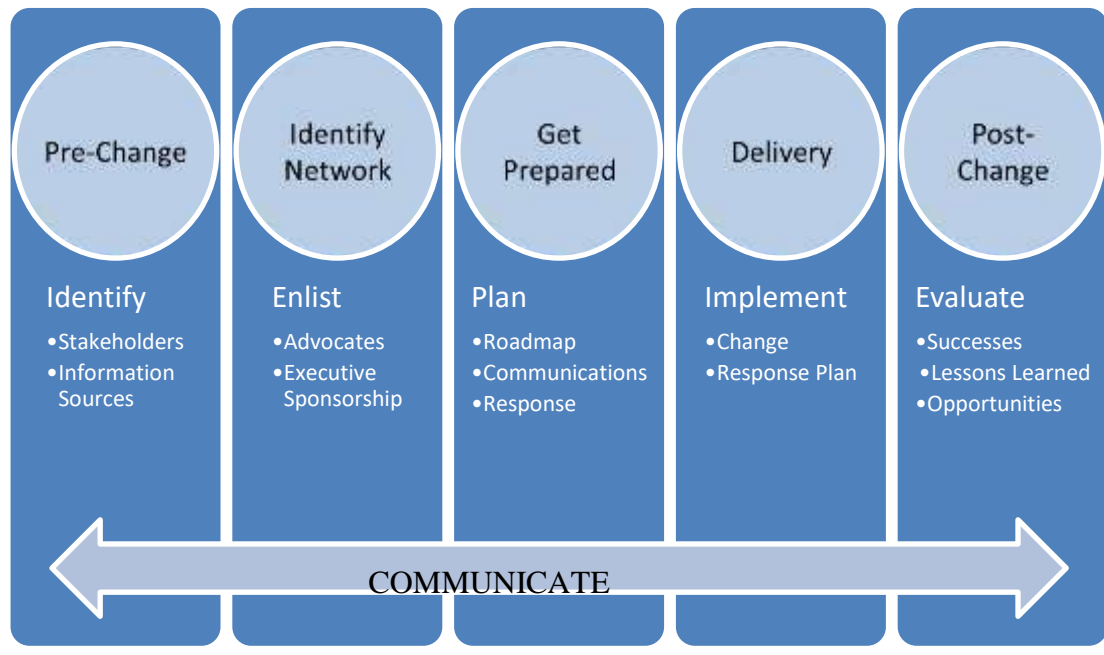 Pre-Change
Identify
•Stakeholders
•Information
Sources
Identify
Network
Enlist
•Advocates
•Executive
Sponsorship
Get
Prepared
Plan
•Roadmap
•Communications
•Response
Delivery
Implement
•Change
•Response Plan
Post-
Change
Evaluate
•Successes
•Lessons Learned
•Opportunities
COMMUNICATE